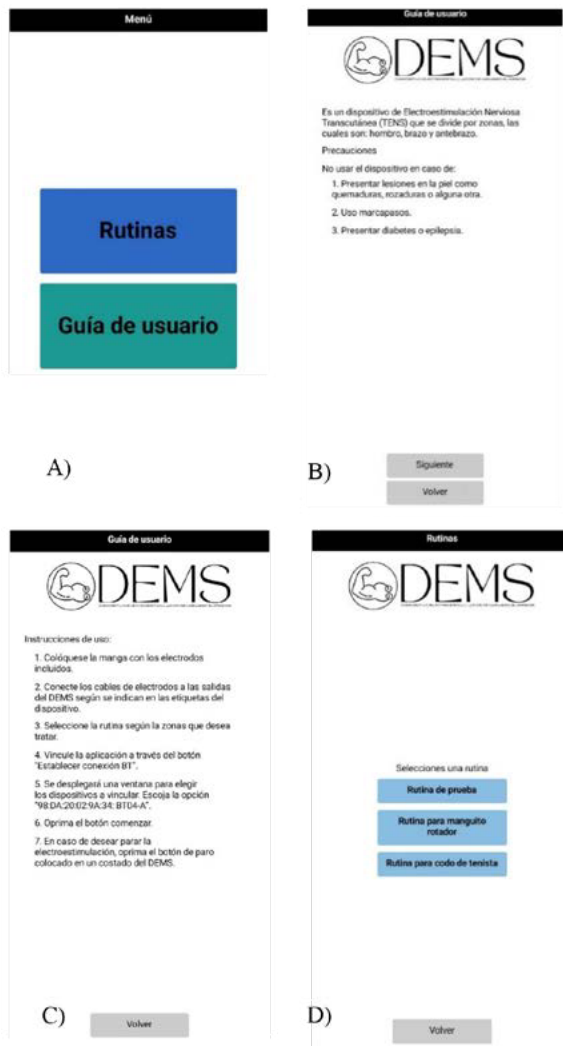 Menú
Rutinas
Guía de usuario
A)
Guía de usuario
DEMS
Es un dispositivo de Electroestimulación Nerviosa
Transcutánea (TENS) que se divide por zonas, las
cuales son: hombro, brazo y antebrazo.
Precauciones
No usar el dispositivo en caso de:
1. Presentar lesiones en la piel como
quemaduras, rozaduras o alguna otra.
2. Uso marcapasos.
3. Presentar diabetes o epilepsia.
Siguiente
Volver
B)
Guía de usuario
DEMS
Instrucciones de uso:
1. Colóquese la manga con los electrodos
incluidos.
2. Conecte los cables de electrodos a las salidas
del DEMS según se indican en las etiquetas del
dispositivo.
3. Seleccione la rutina según la zonas que desea
tratar.
4. Vincule la aplicación a través del botón
"Establecer conexión BT".
5. Se desplegará una ventana para elegir
los dispositivos a vincular. Escoja la opción
"98:DA:20:02:9A:34: BT04-A".
6. Oprima el botón comenzar.
7. En caso de desear parar la
electroestimulación, oprima el botón de paro
colocado en un costado del DEMS.
Volver
C)
Rutinas
DEMS
Selecciones una rutina
Rutina de prueba
Rutina para manguito
rotador
Rutina para codo de tenista
Volver
D)